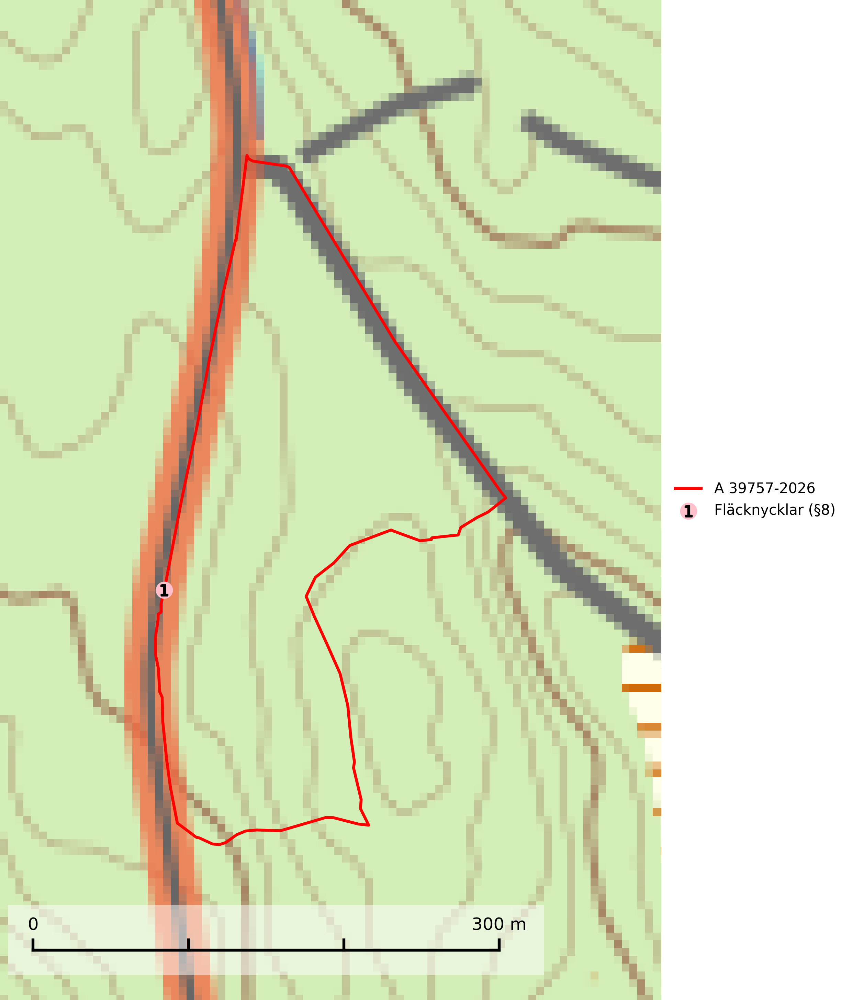 A 39757-2026
1 Fläcknycklar (§8)
1
0 300 m